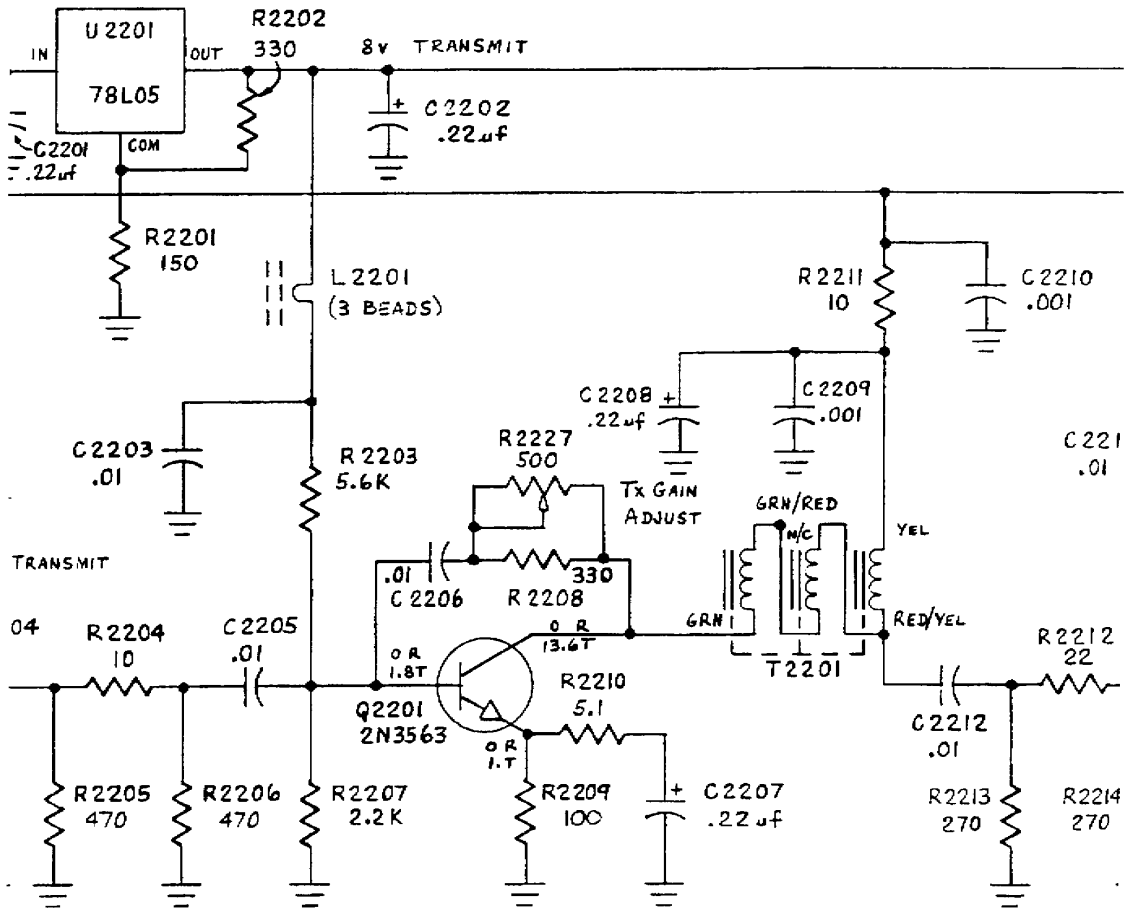 U2201
IN
OUT
78L05
COM
R2202
330
8V TRANSMIT
C2201
.22uf
C2202
.22uf
R2201
150
L2201
(3 BEADS)
R2211
10
C2210
.001
C2208
.22uf
C2209
.001
C221
.01
C2203
.01
R2203
5.6K
R2227
500
TX GAIN
ADJUST
GRN/RED
N/C
YEL
TRANSMIT
04
.01
C2206
R2208
330
GRN
RED/YEL
T2201
R2204
10
C2205
.01
0 R
1.8T
0 R
13.6T
Q2201
2N3563
0 R
1.T
R2210
5.1
C2212
.01
R2212
22
R2205
470
R2206
470
R2207
2.2K
R2209
100
C2207
.22uf
R2213
270
R2214
270